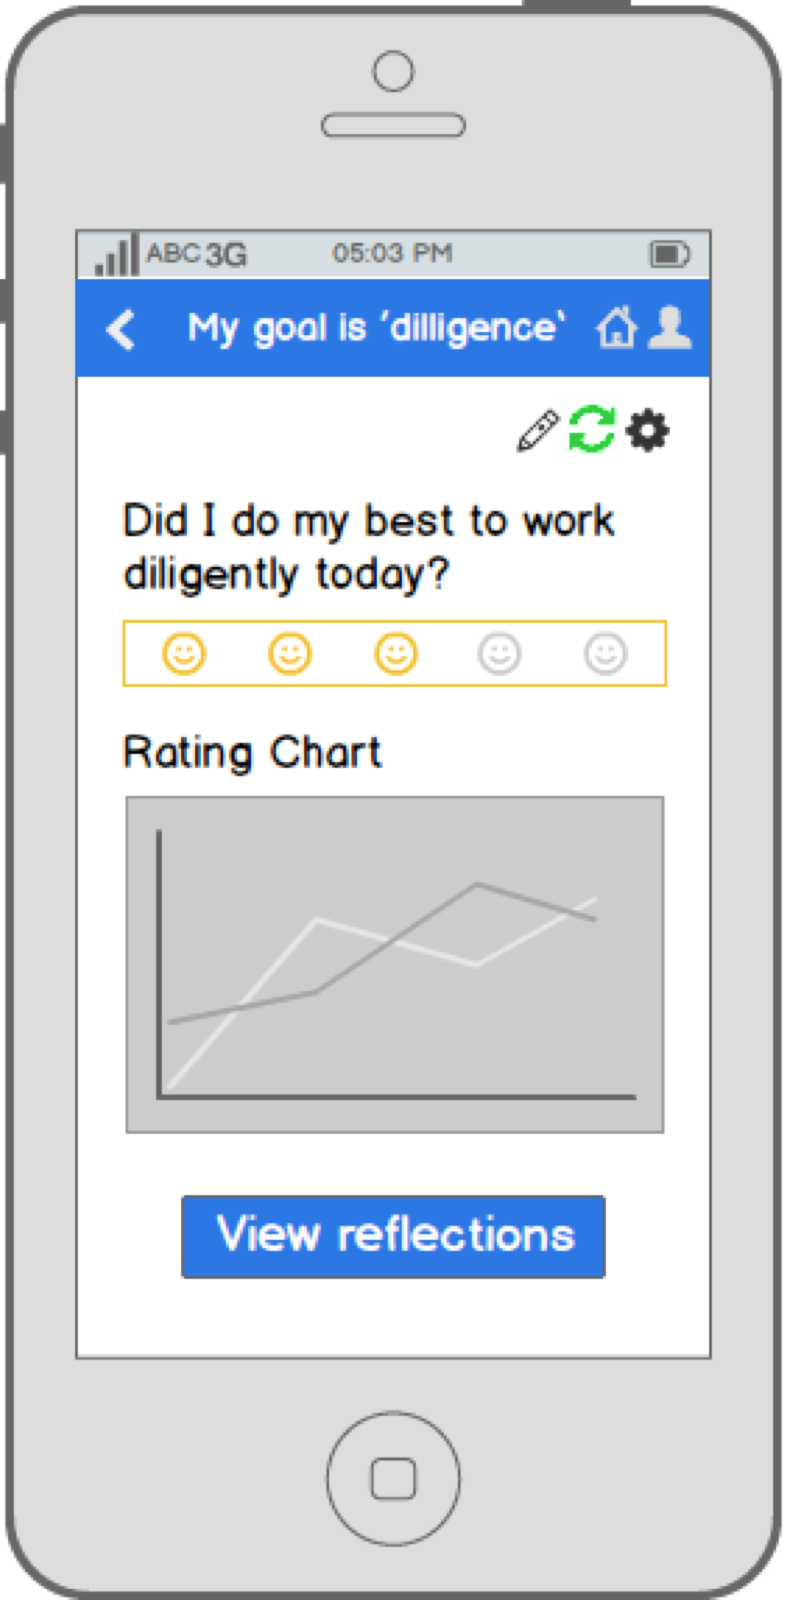 ABC 3G 05:03 PM
My goal is ‘dilligence‘
Did I do my best to work
diligently today?
Rating Chart
View reflections